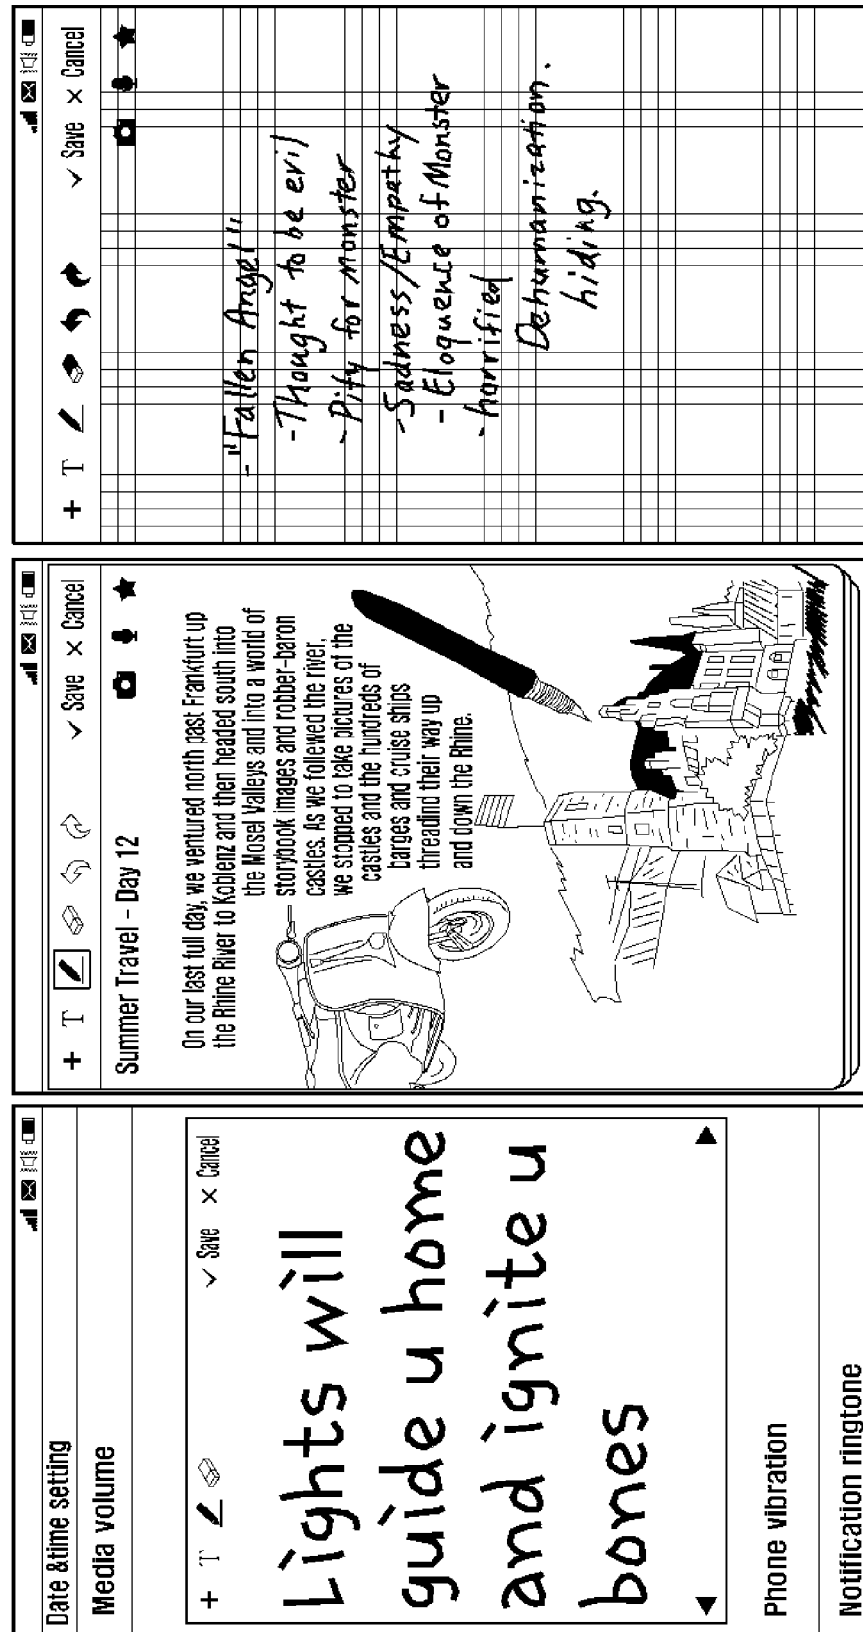 Date &time setting
Media volume
+ T ✓ Save × Cancel
Lights will
guide u home
and ignite u
bones
Phone vibration
Notification ringtone
+ T ✓ Save × Cancel
Summer Travel - Day 12
On our last full day, we ventured north past Frankfurt up
the Rhine River to Koblenz and then headed south into
the Mosel Valleys and into a world of
storybook images and robber-baron
castles. As we follewed the river,
we stopped to take pictures of the
castles and the hundreds of
barges and cruise ships
threadind their way up
and down the Rhine.
+ T ✓ Save × Cancel
- "Fallen Angel"
- Thought to be evil
- Pity for monster
- Sadness/Empathy
- Eloquence of Monster
- horrified
Dehumanization.
hiding.